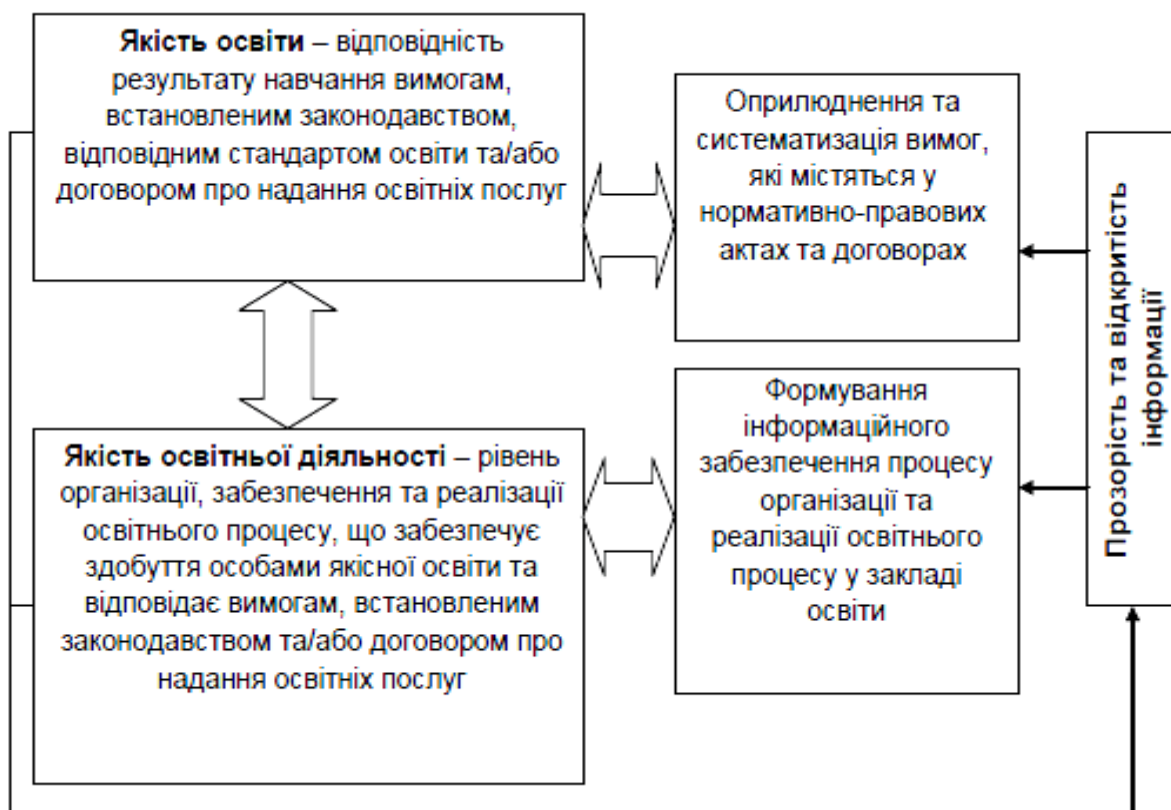 Якість освіти – відповідність
результату навчання вимогам,
встановленим законодавством,
відповідним стандартом освіти та/або
договором про надання освітніх послуг
Оприлюднення та
систематизація вимог,
які містяться у
нормативно-правових
актах та договорах
Якість освітньої діяльності – рівень
організації, забезпечення та реалізації
освітнього процесу, що забезпечує
здобуття особами якісної освіти та
відповідає вимогам, встановленим
законодавством та/або договором про
надання освітніх послуг
Формування
інформаційного
забезпечення процесу
організації та
реалізації освітнього
процесу у закладі
освіти
Прозорість та відкритість
інформації